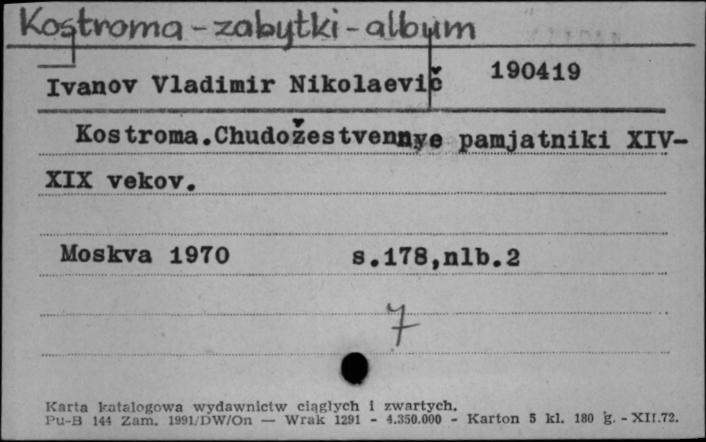 Kostroma - zabytki - album
Ivanov Vladimir Nikolaevič 190419
Kostroma.Chudožestvennye pamjatniki XIV-
XIX vekov.
Moskva 1970 s.178,nlb.2
7
Karta katalogowa wydawnictw ciągłych i zwartych.
Pu-B 144 Zam. 1991/DW/On — Wrak 1291 - 4.350.000 - Karton 5 kl. 180 g. - XII.72.